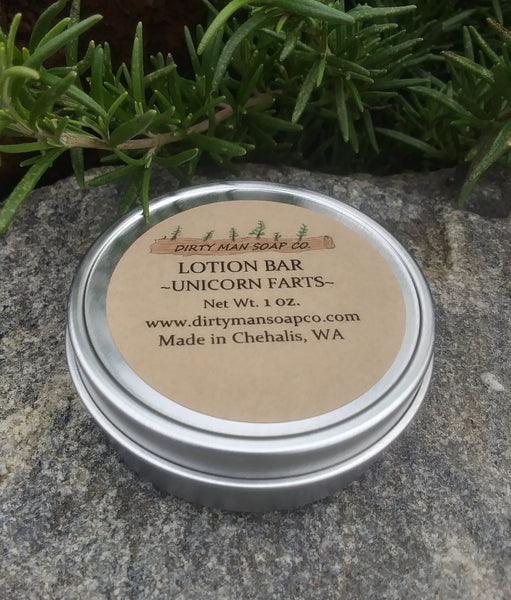 DIRTY MAN SOAP CO.
LOTION BAR
~UNICORN FARTS~
Net Wt. 1 oz.
www.dirtymansoapco.com
Made in Chehalis, WA